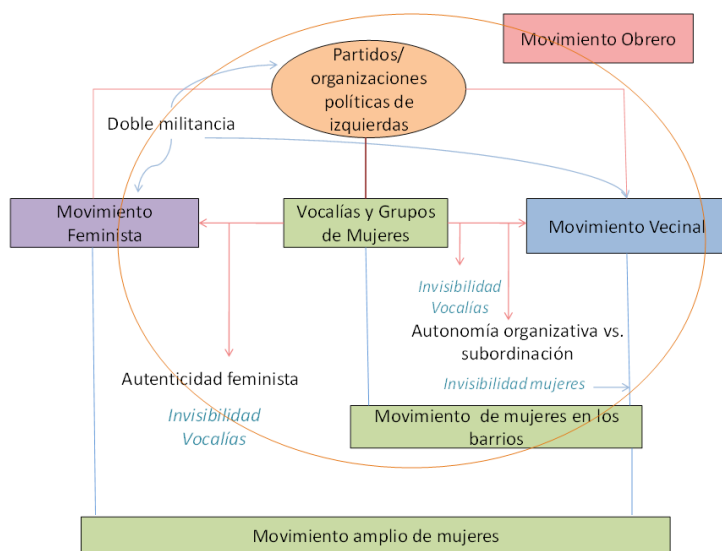 Movimiento Obrero
Partidos/
organizaciones
políticas de
izquierdas
Doble militancia
Movimiento
Feminista
Vocalías y Grupos
de Mujeres
Movimiento Vecinal
Invisibilidad
Vocalías
Autonomía organizativa vs.
subordinación
Autenticidad feminista
Invisibilidad mujeres
Invisibilidad
Vocalías
Movimiento de mujeres en los
barrios
Movimiento amplio de mujeres